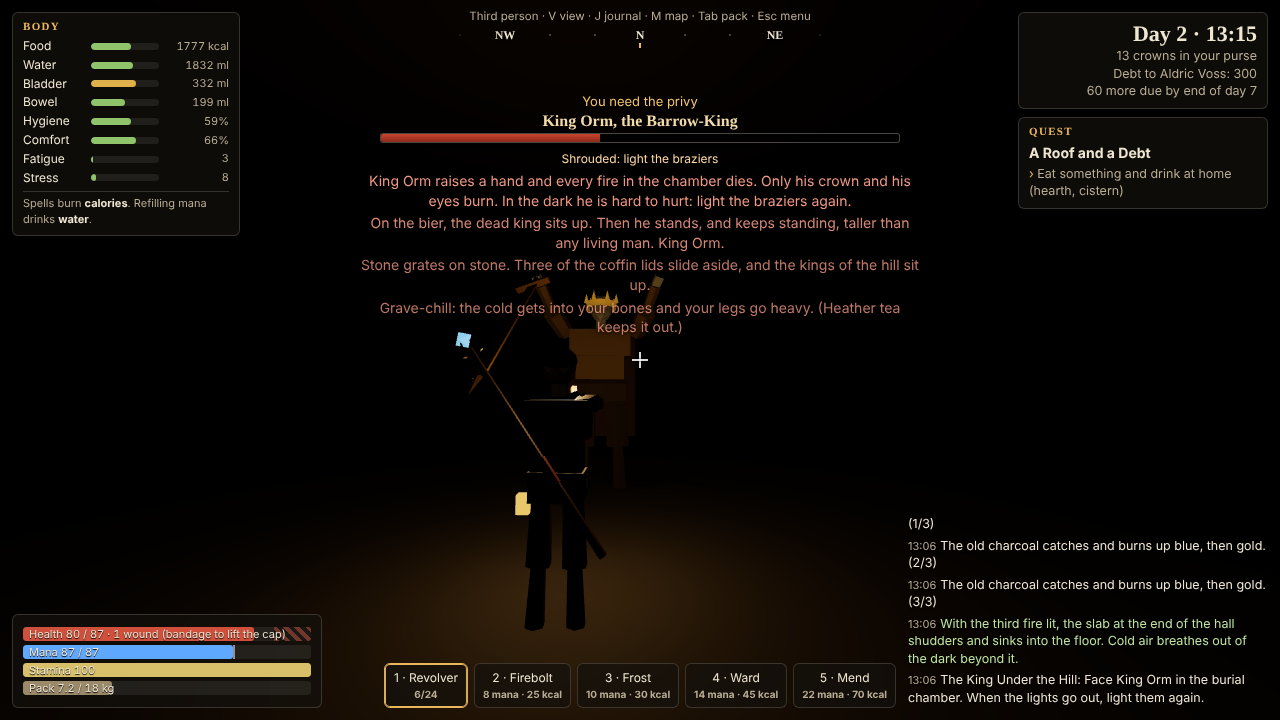 BODY
Food 1777 kcal
Water 1832 ml
Bladder 332 ml
Bowel 199 ml
Hygiene 59%
Comfort 66%
Fatigue 3
Stress 8
Spells burn calories. Refilling mana
drinks water.
Third person · V view · J journal · M map · Tab pack · Esc menu
NW N NE
You need the privy
King Orm, the Barrow-King
Shrouded: light the braziers
King Orm raises a hand and every fire in the chamber dies. Only his crown and his
eyes burn. In the dark he is hard to hurt: light the braziers again.
On the bier, the dead king sits up. Then he stands, and keeps standing, taller than
any living man. King Orm.
Stone grates on stone. Three of the coffin lids slide aside, and the kings of the hill sit
up.
Grave-chill: the cold gets into your bones and your legs go heavy. (Heather tea
keeps it out.)
Day 2 · 13:15
13 crowns in your purse
Debt to Aldric Voss: 300
60 more due by end of day 7
QUEST
A Roof and a Debt
› Eat something and drink at home
(hearth, cistern)
(1/3)
13:06 The old charcoal catches and burns up blue, then gold.
(2/3)
13:06 The old charcoal catches and burns up blue, then gold.
(3/3)
13:06 With the third fire lit, the slab at the end of the hall
shudders and sinks into the floor. Cold air breathes out of
the dark beyond it.
13:06 The King Under the Hill: Face King Orm in the burial
chamber. When the lights go out, light them again.
Health 80 / 87 · 1 wound (bandage to lift the cap)
Mana 87 / 87
Stamina 100
Pack 7.2 / 18 kg
1 · Revolver
6/24
2 · Firebolt
8 mana · 25 kcal
3 · Frost
10 mana · 30 kcal
4 · Ward
14 mana · 45 kcal
5 · Mend
22 mana · 70 kcal